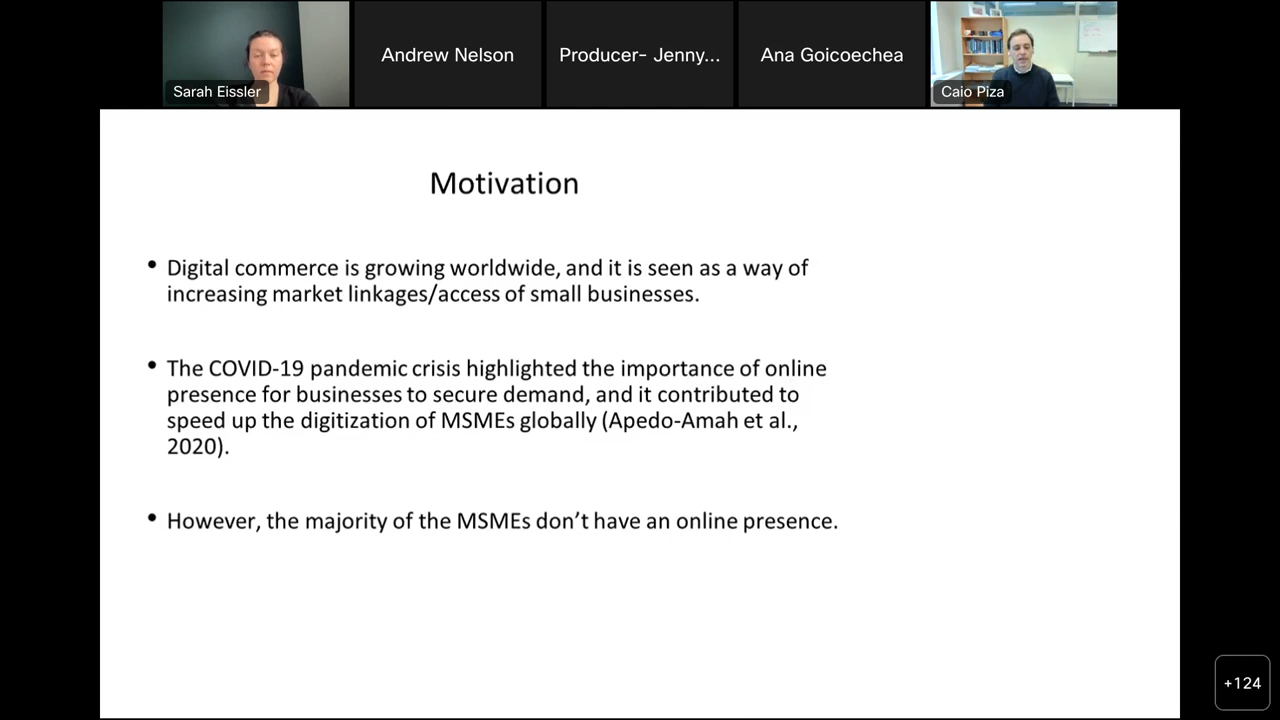 Sarah Eissler
Andrew Nelson
Producer- Jenny...
Ana Goicoechea
Caio Piza
Motivation
• Digital commerce is growing worldwide, and it is seen as a way of
increasing market linkages/access of small businesses.
• The COVID-19 pandemic crisis highlighted the importance of online
presence for businesses to secure demand, and it contributed to
speed up the digitization of MSMEs globally (Apedo-Amah et al.,
2020).
• However, the majority of the MSMEs don’t have an online presence.
+124